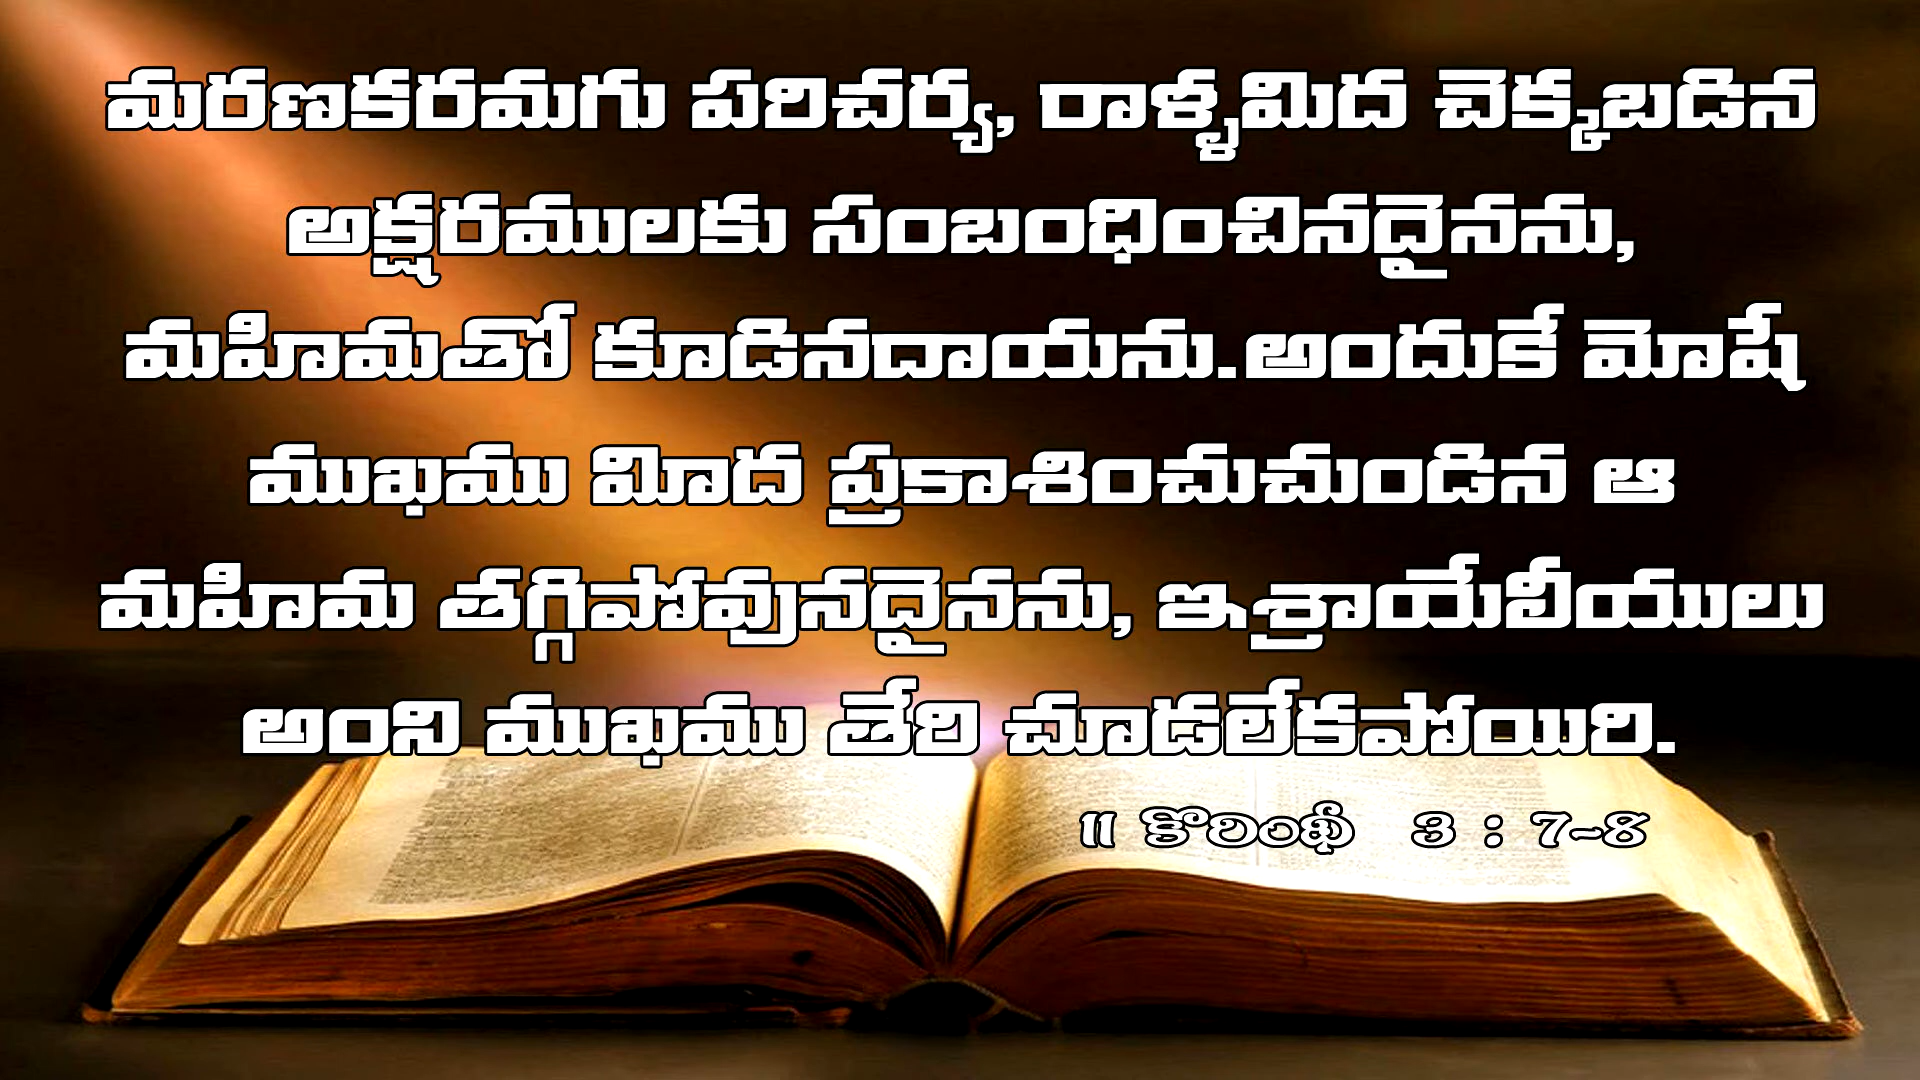 మరణకరమగు పరిచర్య, రాళ్ళమిద చెక్కబడిన
అక్షరములకు సంబంధించినదైనను,
మహిమతో కూడినదాయను.అందుకే మోషే
ముఖము మీద ప్రకాశించుచుండిన ఆ
మహిమ తగ్గిపోవునదైనను, ఇశ్రాయేలీయులు
అంని ముఖము తేరి చూడలేకపోయిరి.
II కొరింథీ 3 : 7-8